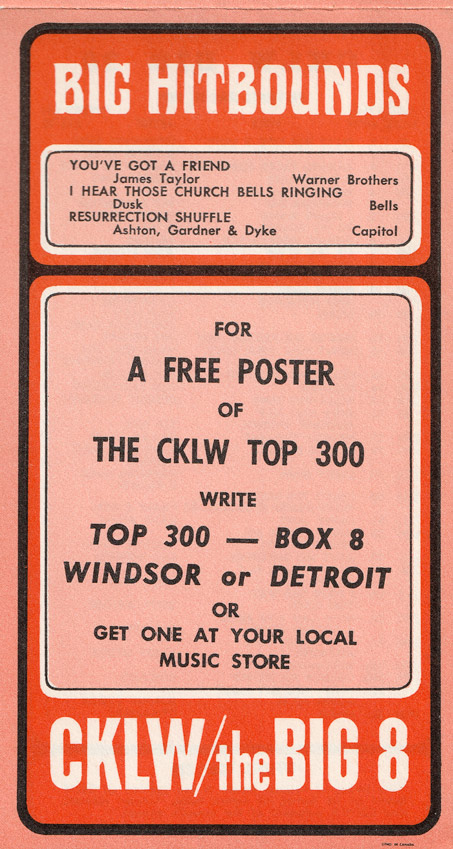 BIG HITBOUNDS
YOU'VE GOT A FRIEND
James Taylor Warner Brothers
I HEAR THOSE CHURCH BELLS RINGING
Dusk Bells
RESURRECTION SHUFFLE
Ashton, Gardner & Dyke Capitol
FOR
A FREE POSTER
OF
THE CKLW TOP 300
WRITE
TOP 300 — BOX 8
WINDSOR or DETROIT
OR
GET ONE AT YOUR LOCAL
MUSIC STORE
CKLW/the BIG 8